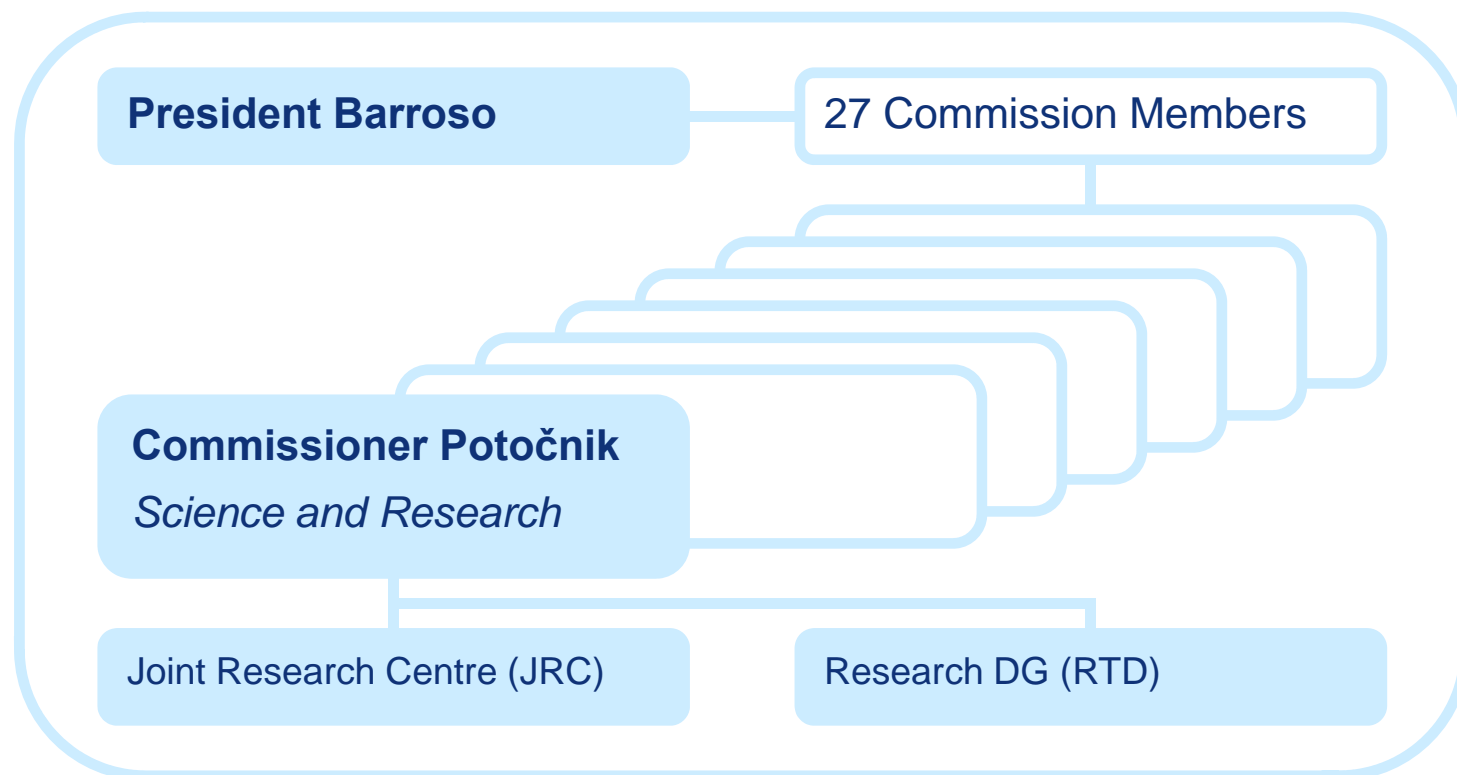 President Barroso
27 Commission Members
Commissioner Potočnik
Science and Research
Joint Research Centre (JRC)
Research DG (RTD)